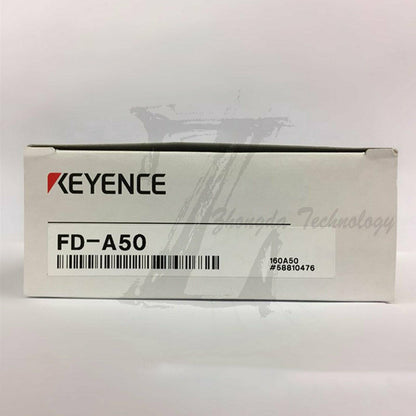 KEYENCE
Zhongda Technology
FD-A50
160A50
#58810476